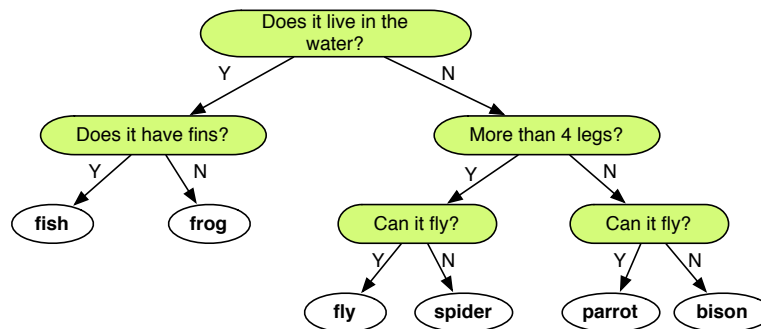 Does it live in the
water?
Y
N
Does it have fins?
More than 4 legs?
Y
N
Y
N
fish
frog
Can it fly?
Can it fly?
Y
N
Y
N
fly
spider
parrot
bison